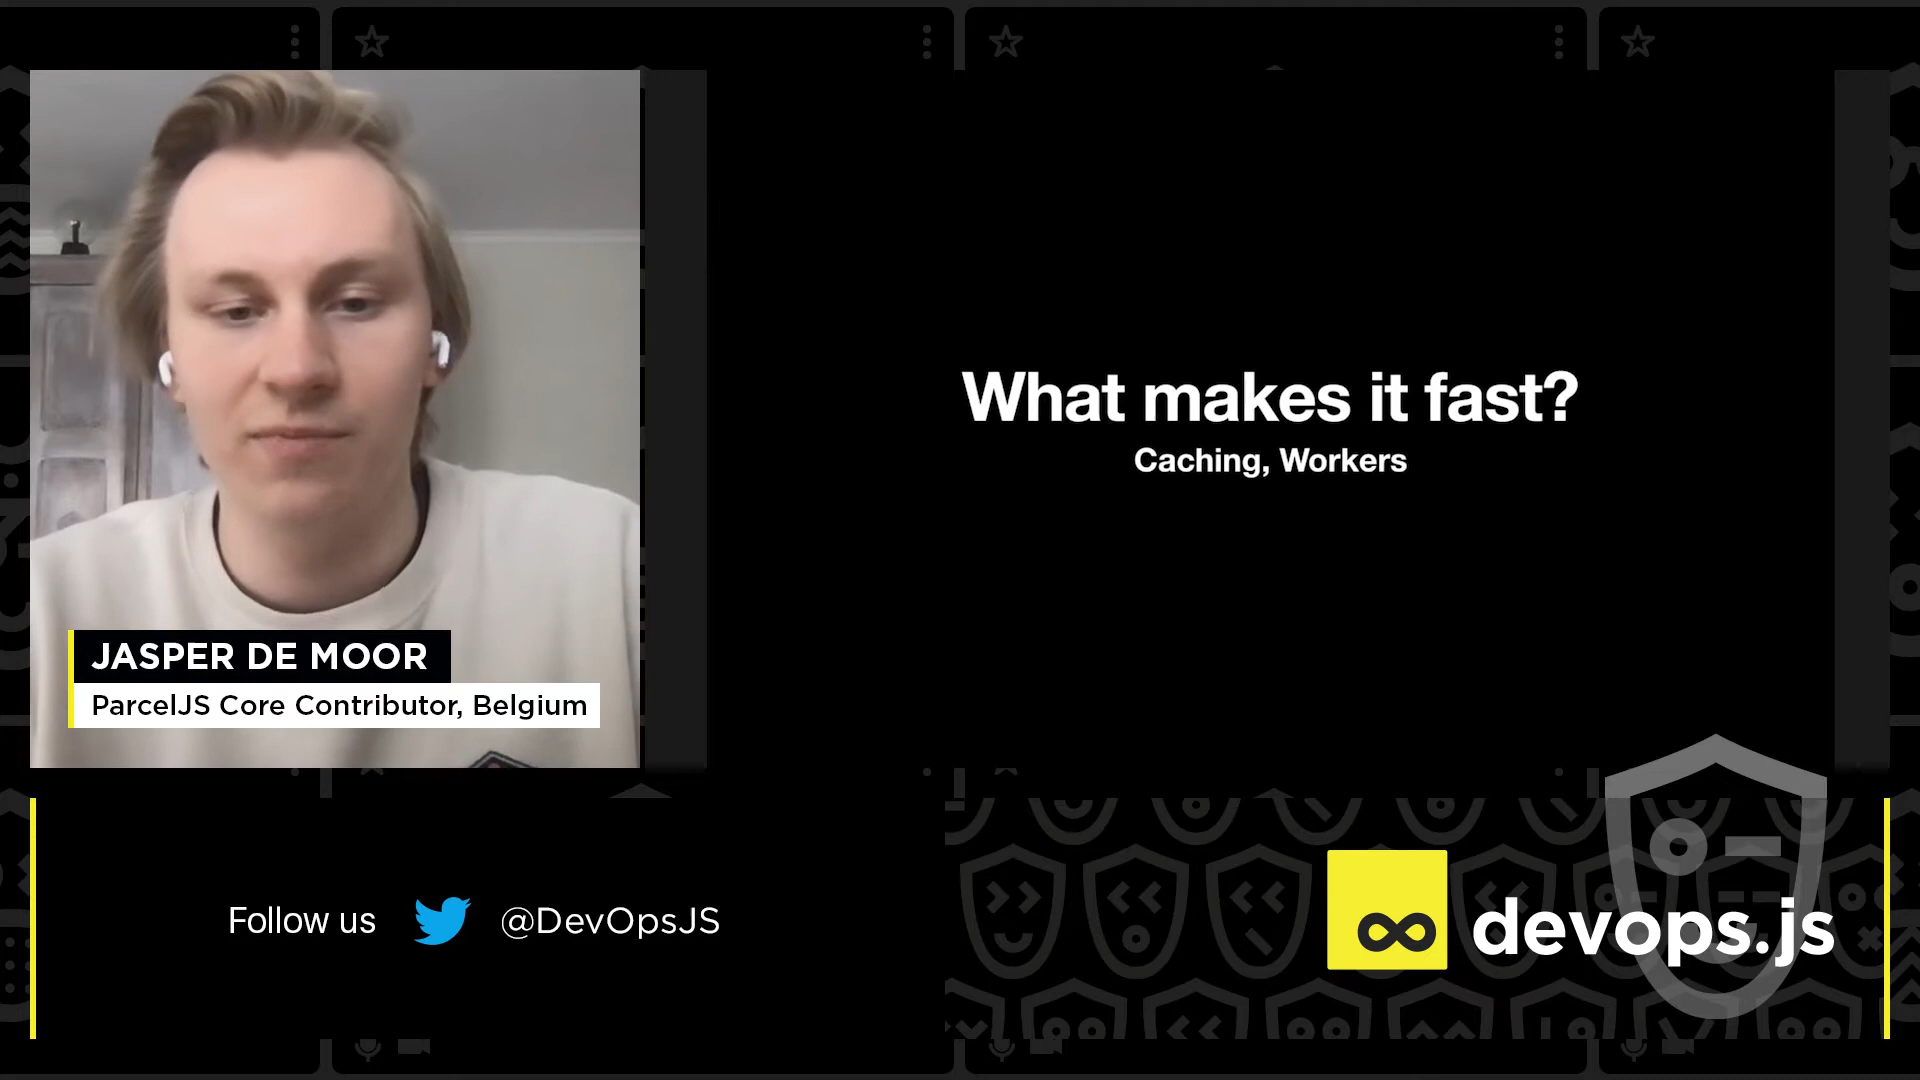 What makes it fast?
Caching, Workers
JASPER DE MOOR
ParcelJS Core Contributor, Belgium
Follow us @DevOpsJS
devops.js